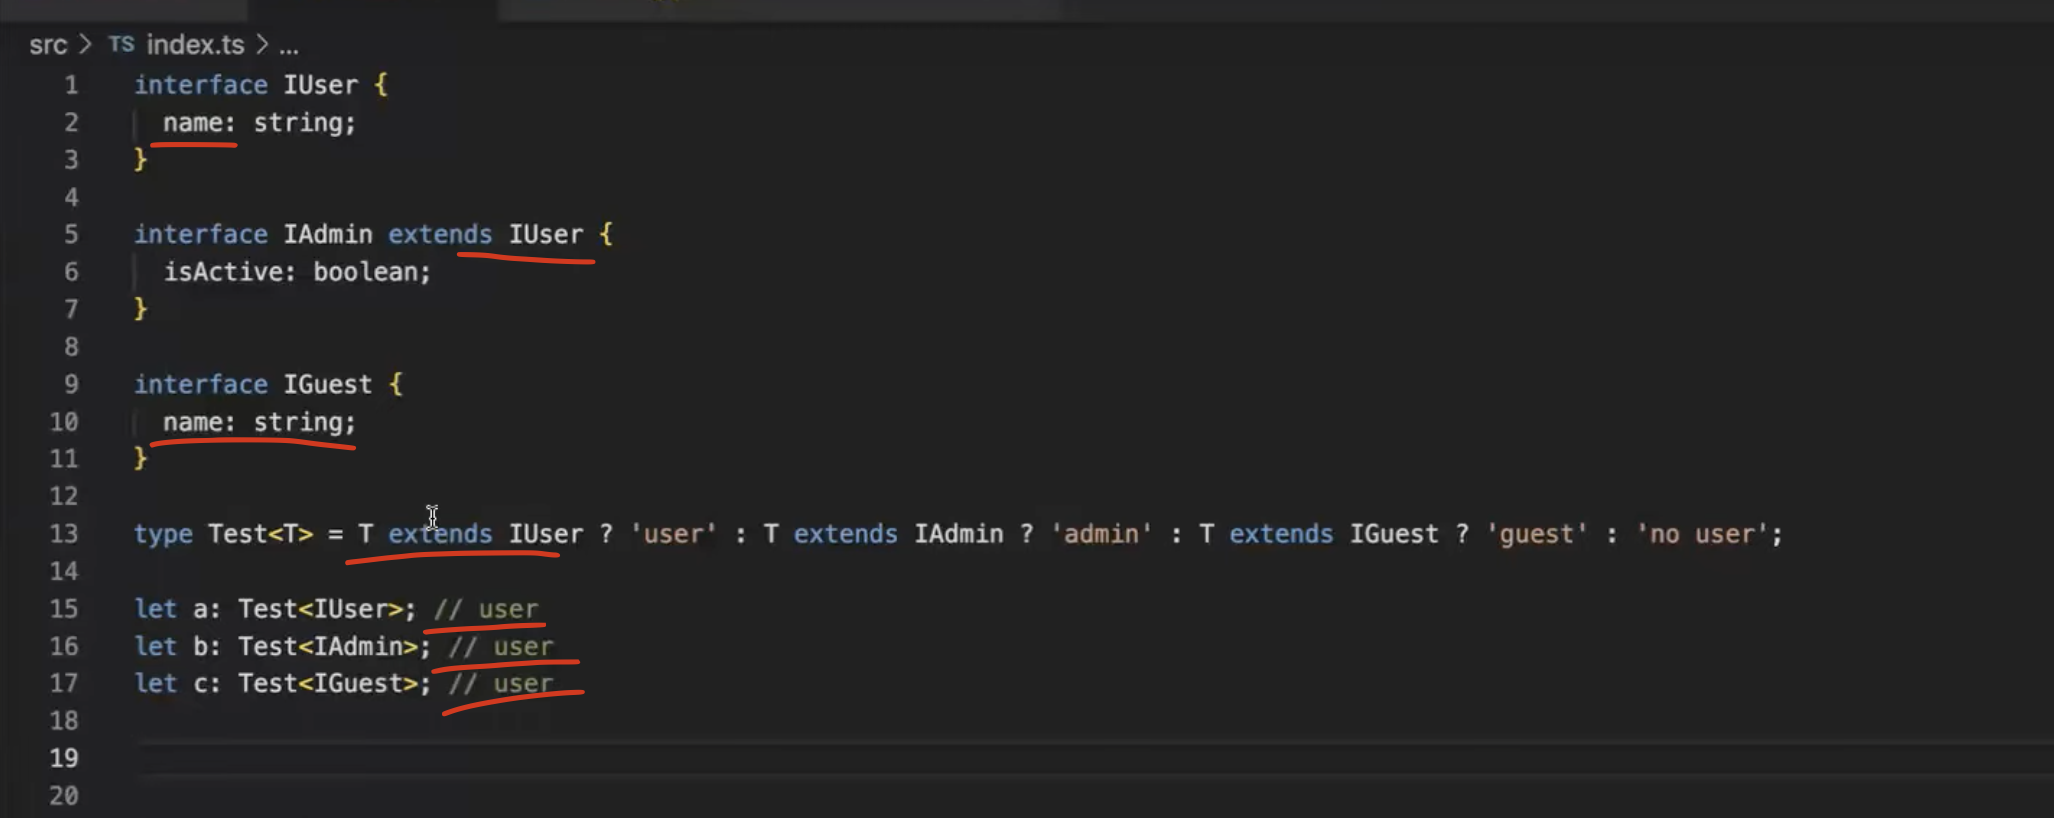 src > TS index.ts > ...
1 interface IUser {
2 name: string;
3 }
4
5 interface IAdmin extends IUser {
6 isActive: boolean;
7 }
8
9 interface IGuest {
10 name: string;
11 }
12
13 type Test<T> = T extends IUser ? 'user' : T extends IAdmin ? 'admin' : T extends IGuest ? 'guest' : 'no user';
14
15 let a: Test<IUser>; // user
16 let b: Test<IAdmin>; // user
17 let c: Test<IGuest>; // user
18
19
20